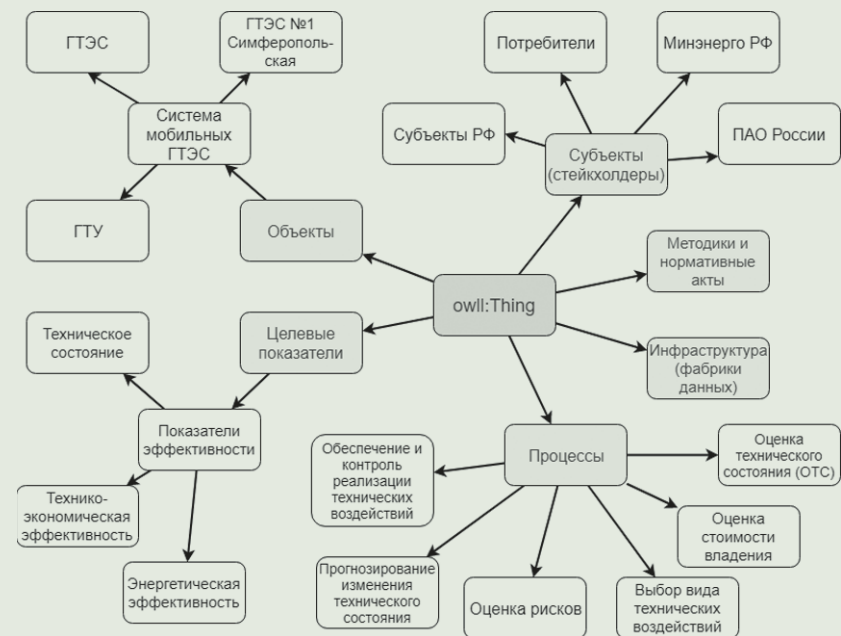 ГТЭС
ГТЭС №1
Симферополь-
ская
Потребители
Минэнерго РФ
Система
мобильных
ГТЭС
Субъекты РФ
Субъекты
(стейкхолдеры)
ПАО России
ГТУ
Объекты
Методики и
нормативные
акты
owll:Thing
Техническое
состояние
Целевые
показатели
Инфраструктура
(фабрики
данных)
Показатели
эффективности
Обеспечение и
контроль
реализации
технических
воздействий
Процессы
Оценка
технического
состояния (ОТС)
Технико-
экономическая
эффективность
Оценка
стоимости
владения
Энергетическая
эффективность
Прогнозирование
изменения
технического
состояния
Оценка рисков
Выбор вида
технических
воздействий